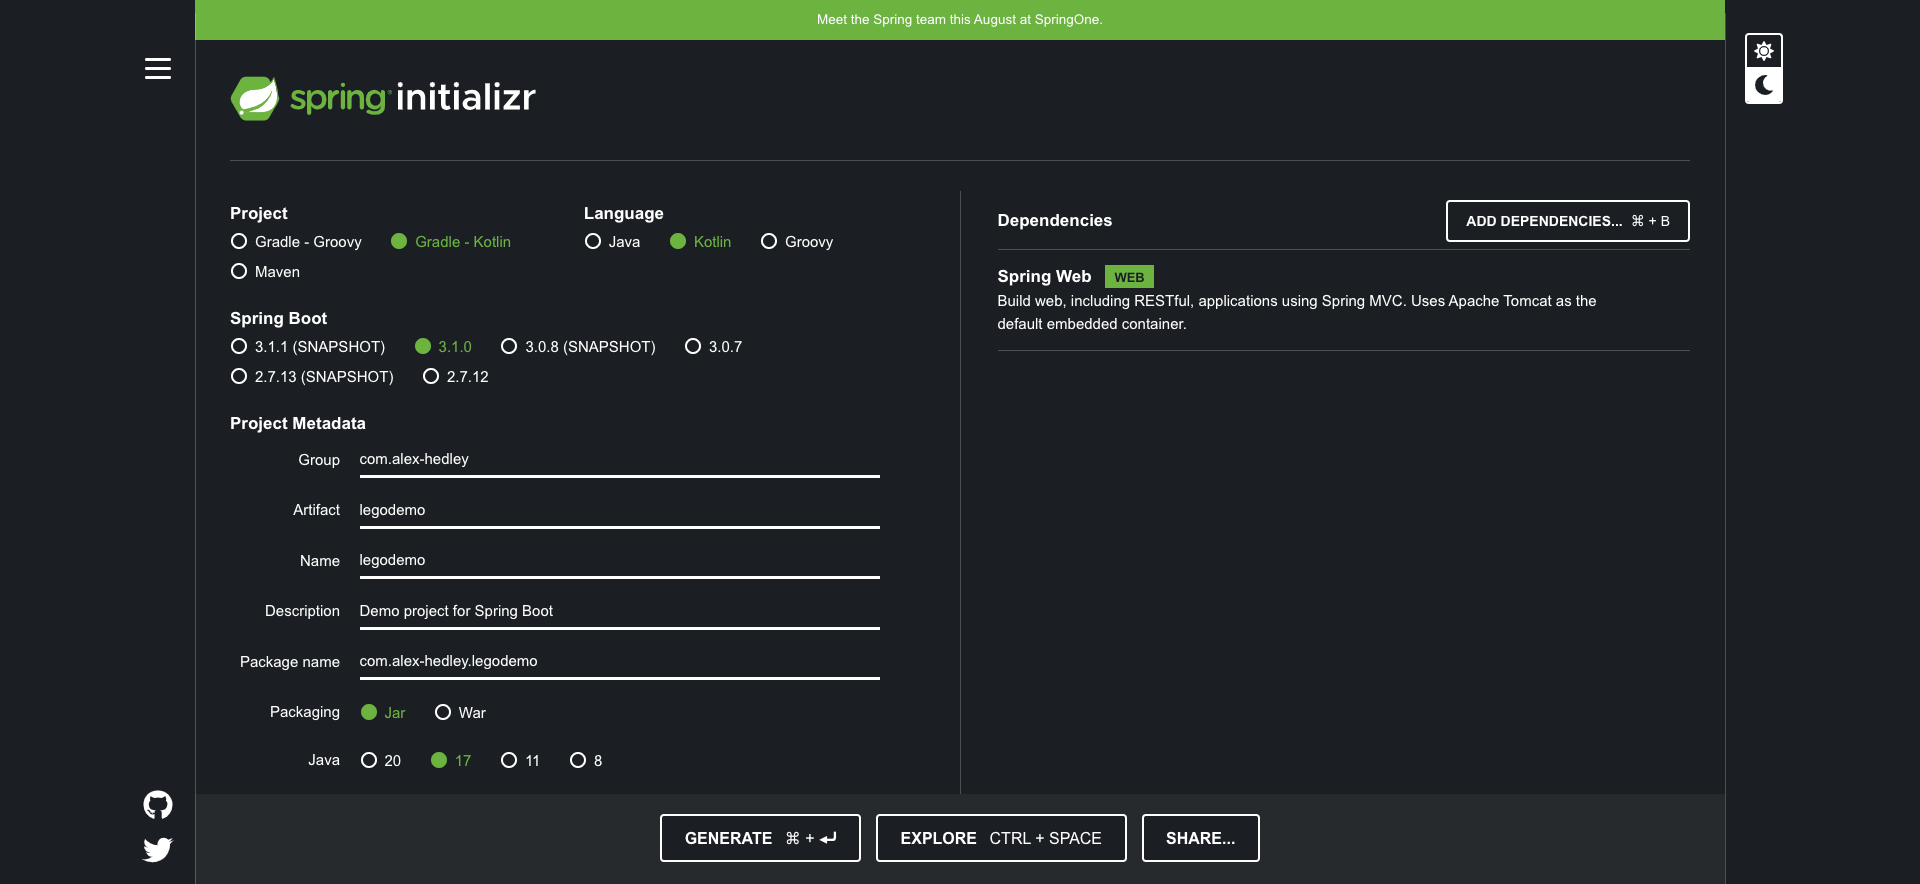 Meet the Spring team this August at SpringOne.
spring initializr
Project
Gradle - Groovy Gradle - Kotlin
Maven
Language
Java Kotlin Groovy
Spring Boot
3.1.1 (SNAPSHOT) 3.1.0 3.0.8 (SNAPSHOT) 3.0.7
2.7.13 (SNAPSHOT) 2.7.12
Project Metadata
Group com.alex-hedley
Artifact legodemo
Name legodemo
Description Demo project for Spring Boot
Package name com.alex-hedley.legodemo
Packaging Jar War
Java 20 17 11 8
Dependencies
ADD DEPENDENCIES... ⌘ + B
Spring Web WEB
Build web, including RESTful, applications using Spring MVC. Uses Apache Tomcat as the
default embedded container.
GENERATE ⌘ + ⏎
EXPLORE CTRL + SPACE
SHARE...